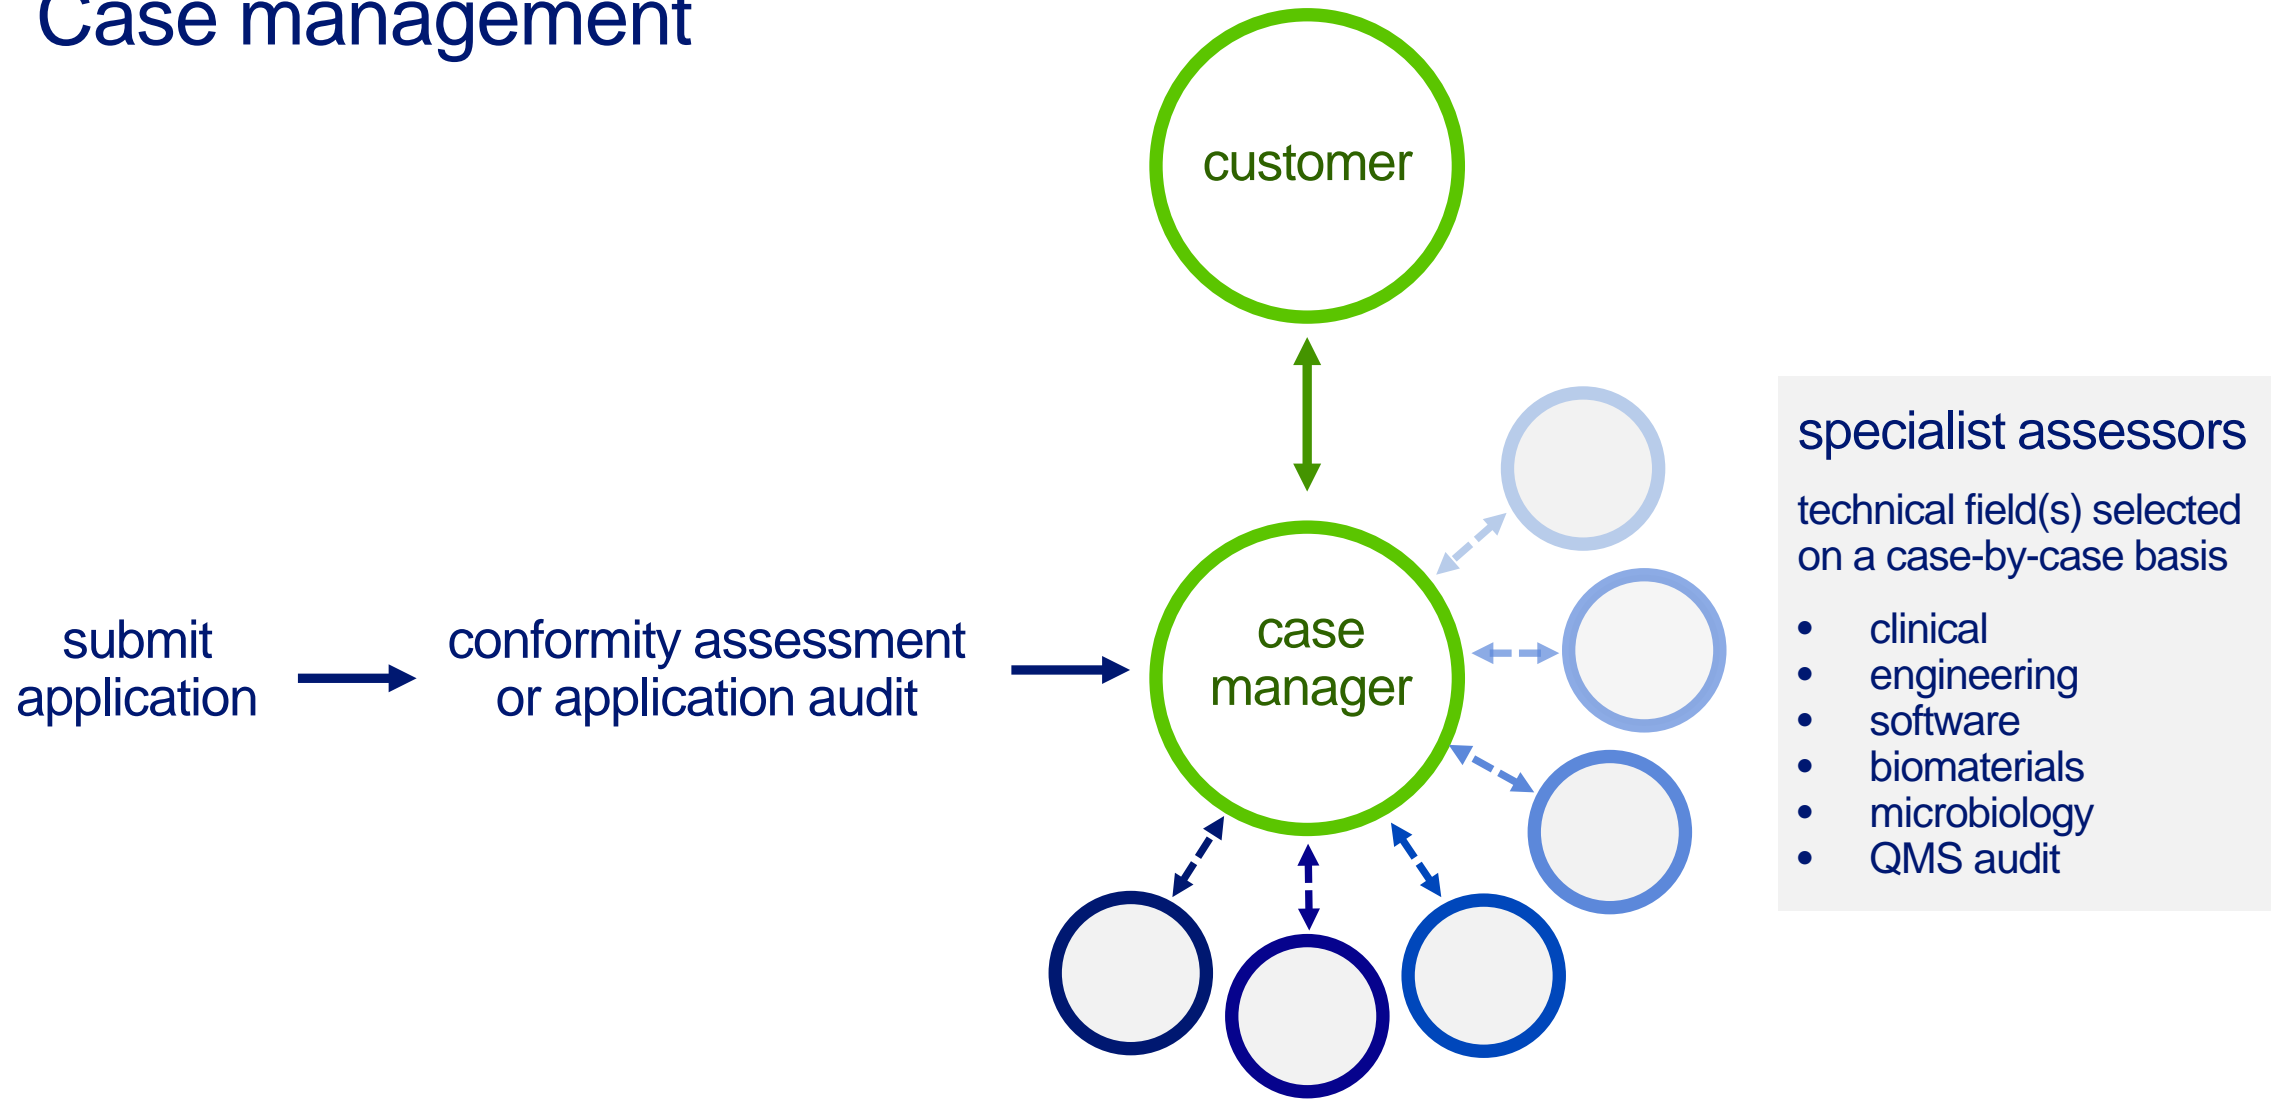 Case management
customer
submit
application
conformity assessment
or application audit
case
manager
specialist assessors
technical field(s) selected
on a case-by-case basis
• clinical
• engineering
• software
• biomaterials
• microbiology
• QMS audit